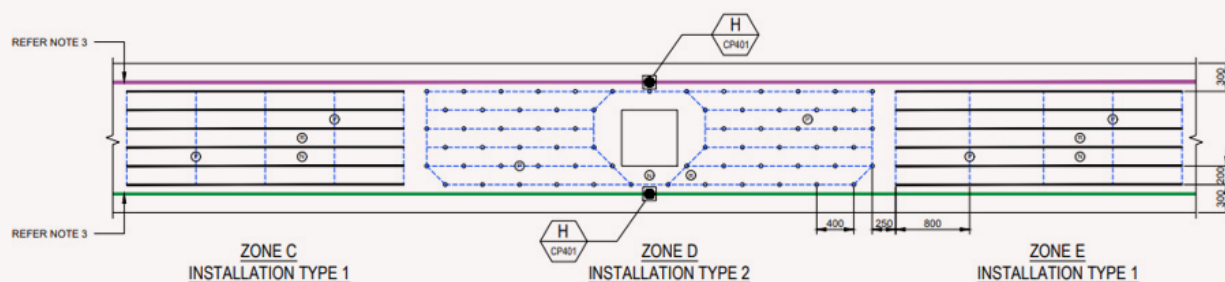 REFER NOTE 3
H
CP401
300
P
R
P
N
P
P
N
R
P
R
P
N
200
300
REFER NOTE 3
H
CP401
400
250
800
ZONE C
INSTALLATION TYPE 1
ZONE D
INSTALLATION TYPE 2
ZONE E
INSTALLATION TYPE 1